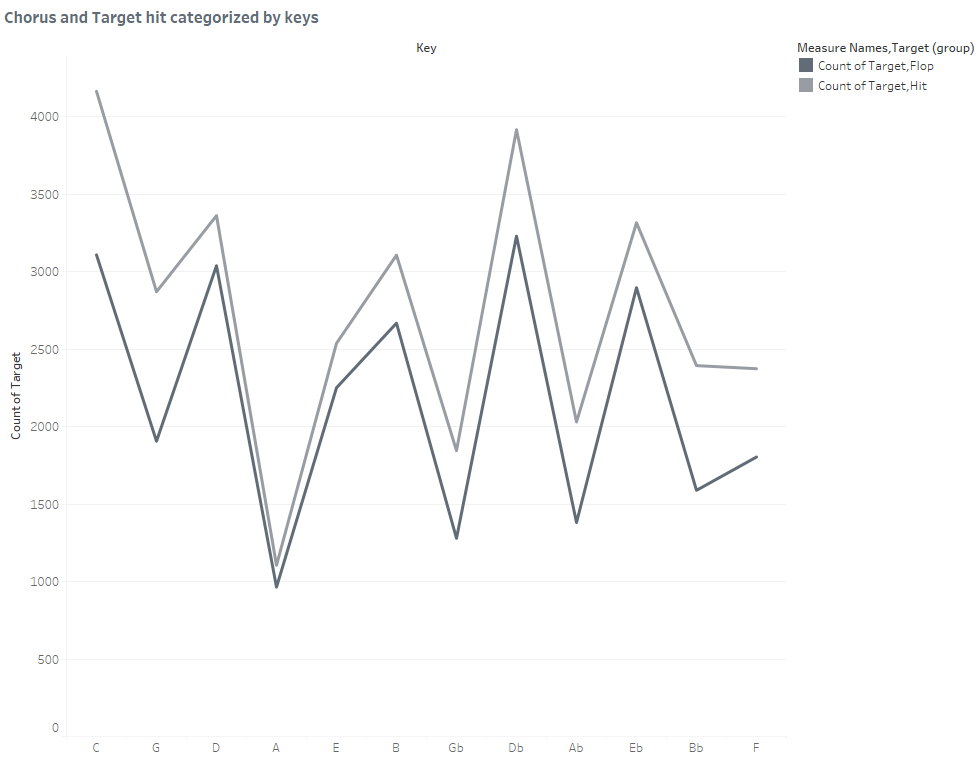 Chorus and Target hit categorized by keys
Key
Measure Names,Target (group)
Count of Target,Flop
Count of Target,Hit
Count of Target
4000
3500
3000
2500
2000
1500
1000
500
0
C G D A E B Gb Db Ab Eb Bb F